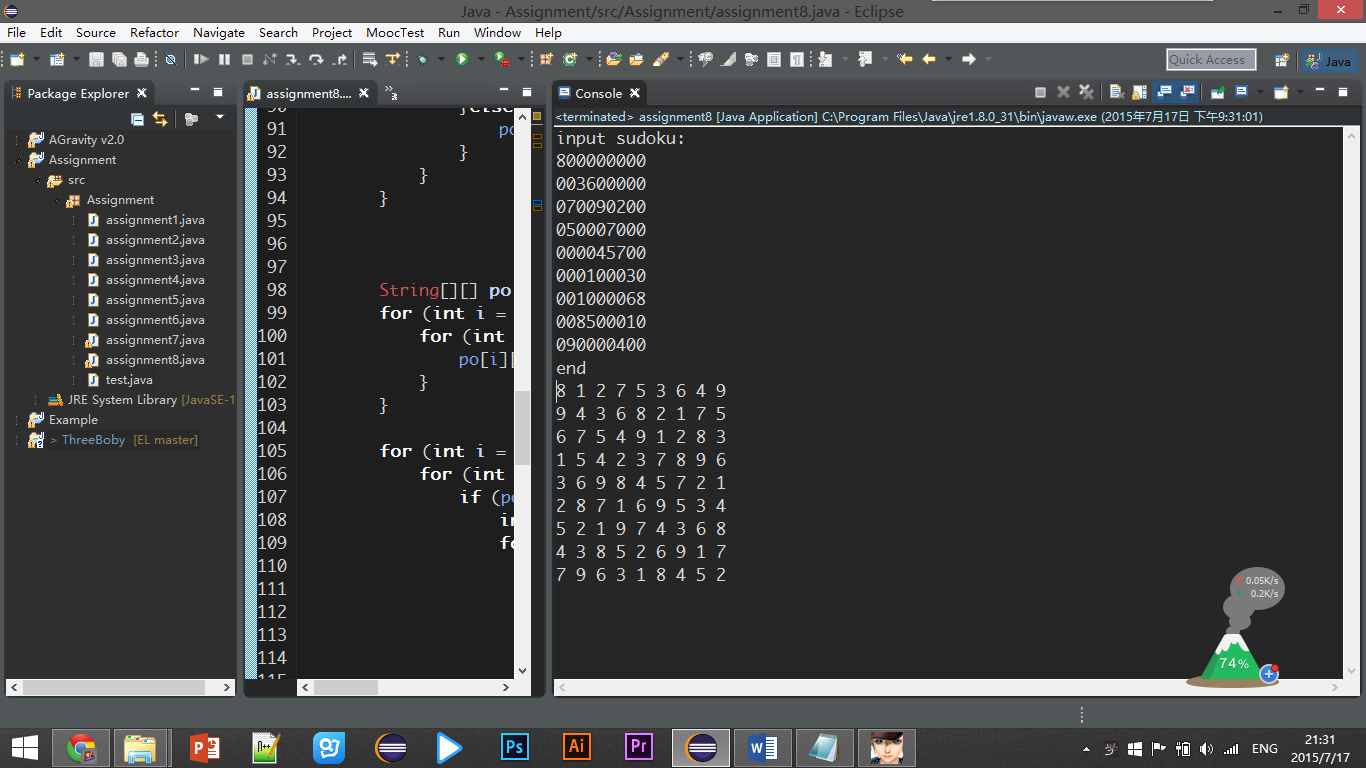 Java - Assignment/src/Assignment/assignment8.java - Eclipse
File Edit Source Refactor Navigate Search Project MoocTest Run Window Help
Quick Access
Java
Package Explorer
AGravity v2.0
Assignment
src
Assignment
assignment1.java
assignment2.java
assignment3.java
assignment4.java
assignment5.java
assignment6.java
assignment7.java
assignment8.java
test.java
JRE System Library [JavaSE-1
Example
> ThreeBoby [EL master]
assignment8....
»3
90 }else
91 po
92 }
93 }
94 }
95
96
97
98 String[][] po
99 for (int i =
100 for (int
101 po[i][
102 }
103 }
104
105 for (int i =
106 for (int
107 if (po
108 in
109 fo
110
111
112
113
114
115
Console
<terminated> assignment8 [Java Application] C:\Program Files\Java\jre1.8.0_31\bin\javaw.exe (2015年7月17日 下午9:31:01)
input sudoku:
800000000
003600000
070090200
050007000
000045700
000100030
001000068
008500010
090000400
end
8 1 2 7 5 3 6 4 9
9 4 3 6 8 2 1 7 5
6 7 5 4 9 1 2 8 3
1 5 4 2 3 7 8 9 6
3 6 9 8 4 5 7 2 1
2 8 7 1 6 9 5 3 4
5 2 1 9 7 4 3 6 8
4 3 8 5 2 6 9 1 7
7 9 6 3 1 8 4 5 2
0.05K/s
0.2K/s
74%
Ps
Ai
Pr
ENG
21:31
2015/7/17